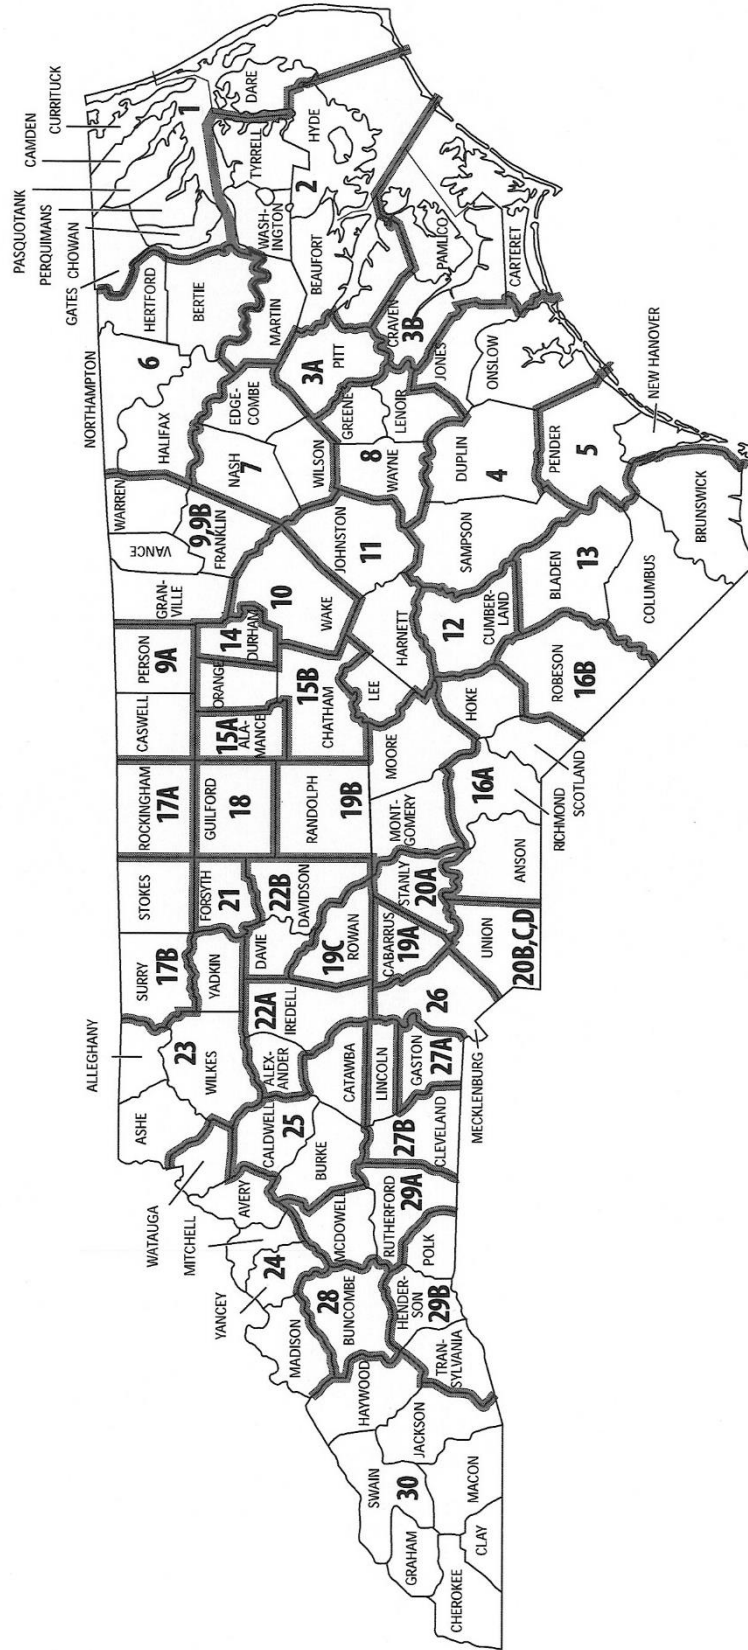 ALLEGHANY
ASHE
WATAUGA
MITCHELL
YANCEY
AVERY
24
MADISON
WILKES
23
SURRY
17B
STOKES
YADKIN
FORSYTH
21
ROCKINGHAM
17A
CASWELL
PERSON
9A
GUILFORD
18
15A
ALA-
MANCE
ORANGE
14
DURHAM
GRAN-
VILLE
VANCE
WARREN
9,9B
FRANKLIN
NORTHAMPTON
HALIFAX
6
HERTFORD
BERTIE
GATES
CHOWAN
PERQUIMANS
PASQUOTANK
CAMDEN
CURRITUCK
1
CALDWELL
25
BURKE
ALEX-
ANDER
22A
IREDELL
DAVIE
22B
DAVIDSON
RANDOLPH
19B
15B
CHATHAM
10
WAKE
NASH
7
EDGE-
COMBE
WILSON
MARTIN
WASH-
INGTON
TYRRELL
DARE
2
HYDE
BEAUFORT
3A
PITT
MCDOWELL
28
BUNCOMBE
HAYWOOD
SWAIN
30
GRAHAM
CHEROKEE
CLAY
MACON
JACKSON
TRAN-
SYLVANIA
HENDER-
SON
29B
POLK
RUTHERFORD
29A
27B
CLEVELAND
CATAWBA
LINCOLN
GASTON
27A
MECKLENBURG
26
19C
ROWAN
CABARRUS
19A
STANLY
20A
UNION
20B,C,D
MONT-
GOMERY
MOORE
LEE
HARNETT
JOHNSTON
11
GREENE
8
WAYNE
LENOIR
CRAVEN
3B
PAMLICO
CARTERET
JONES
ONSLOW
ANSON
RICHMOND
16A
SCOTLAND
HOKE
12
CUMBER-
LAND
SAMPSON
DUPLIN
4
ROBESON
16B
BLADEN
13
COLUMBUS
BRUNSWICK
PENDER
5
NEW HANOVER